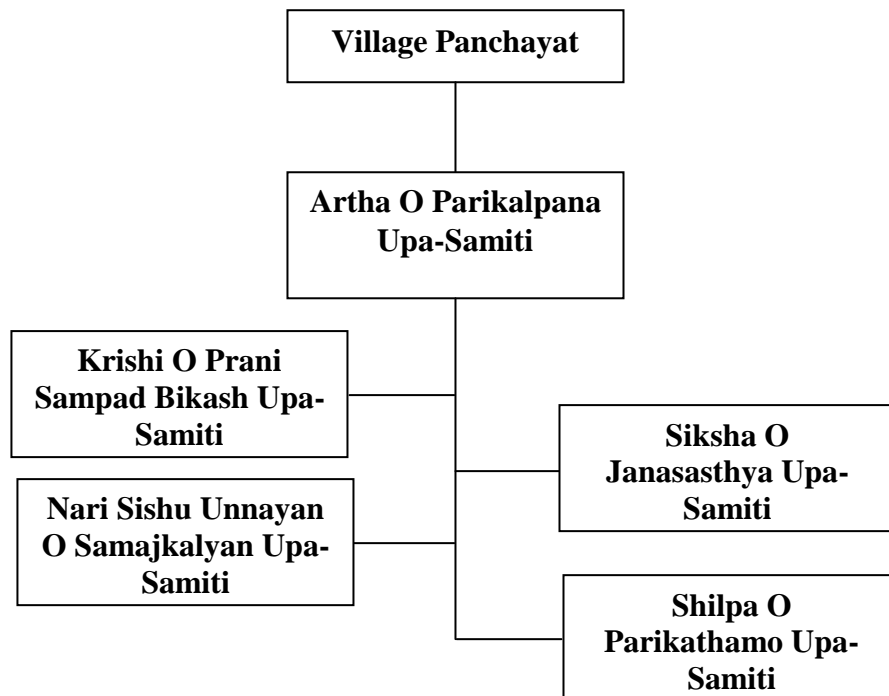 Village Panchayat
Artha O Parikalpana
Upa-Samiti
Krishi O Prani
Sampad Bikash Upa-
Samiti
Siksha O
Janasasthya Upa-
Samiti
Nari Sishu Unnayan
O Samajkalyan Upa-
Samiti
Shilpa O
Parikathamo Upa-
Samiti